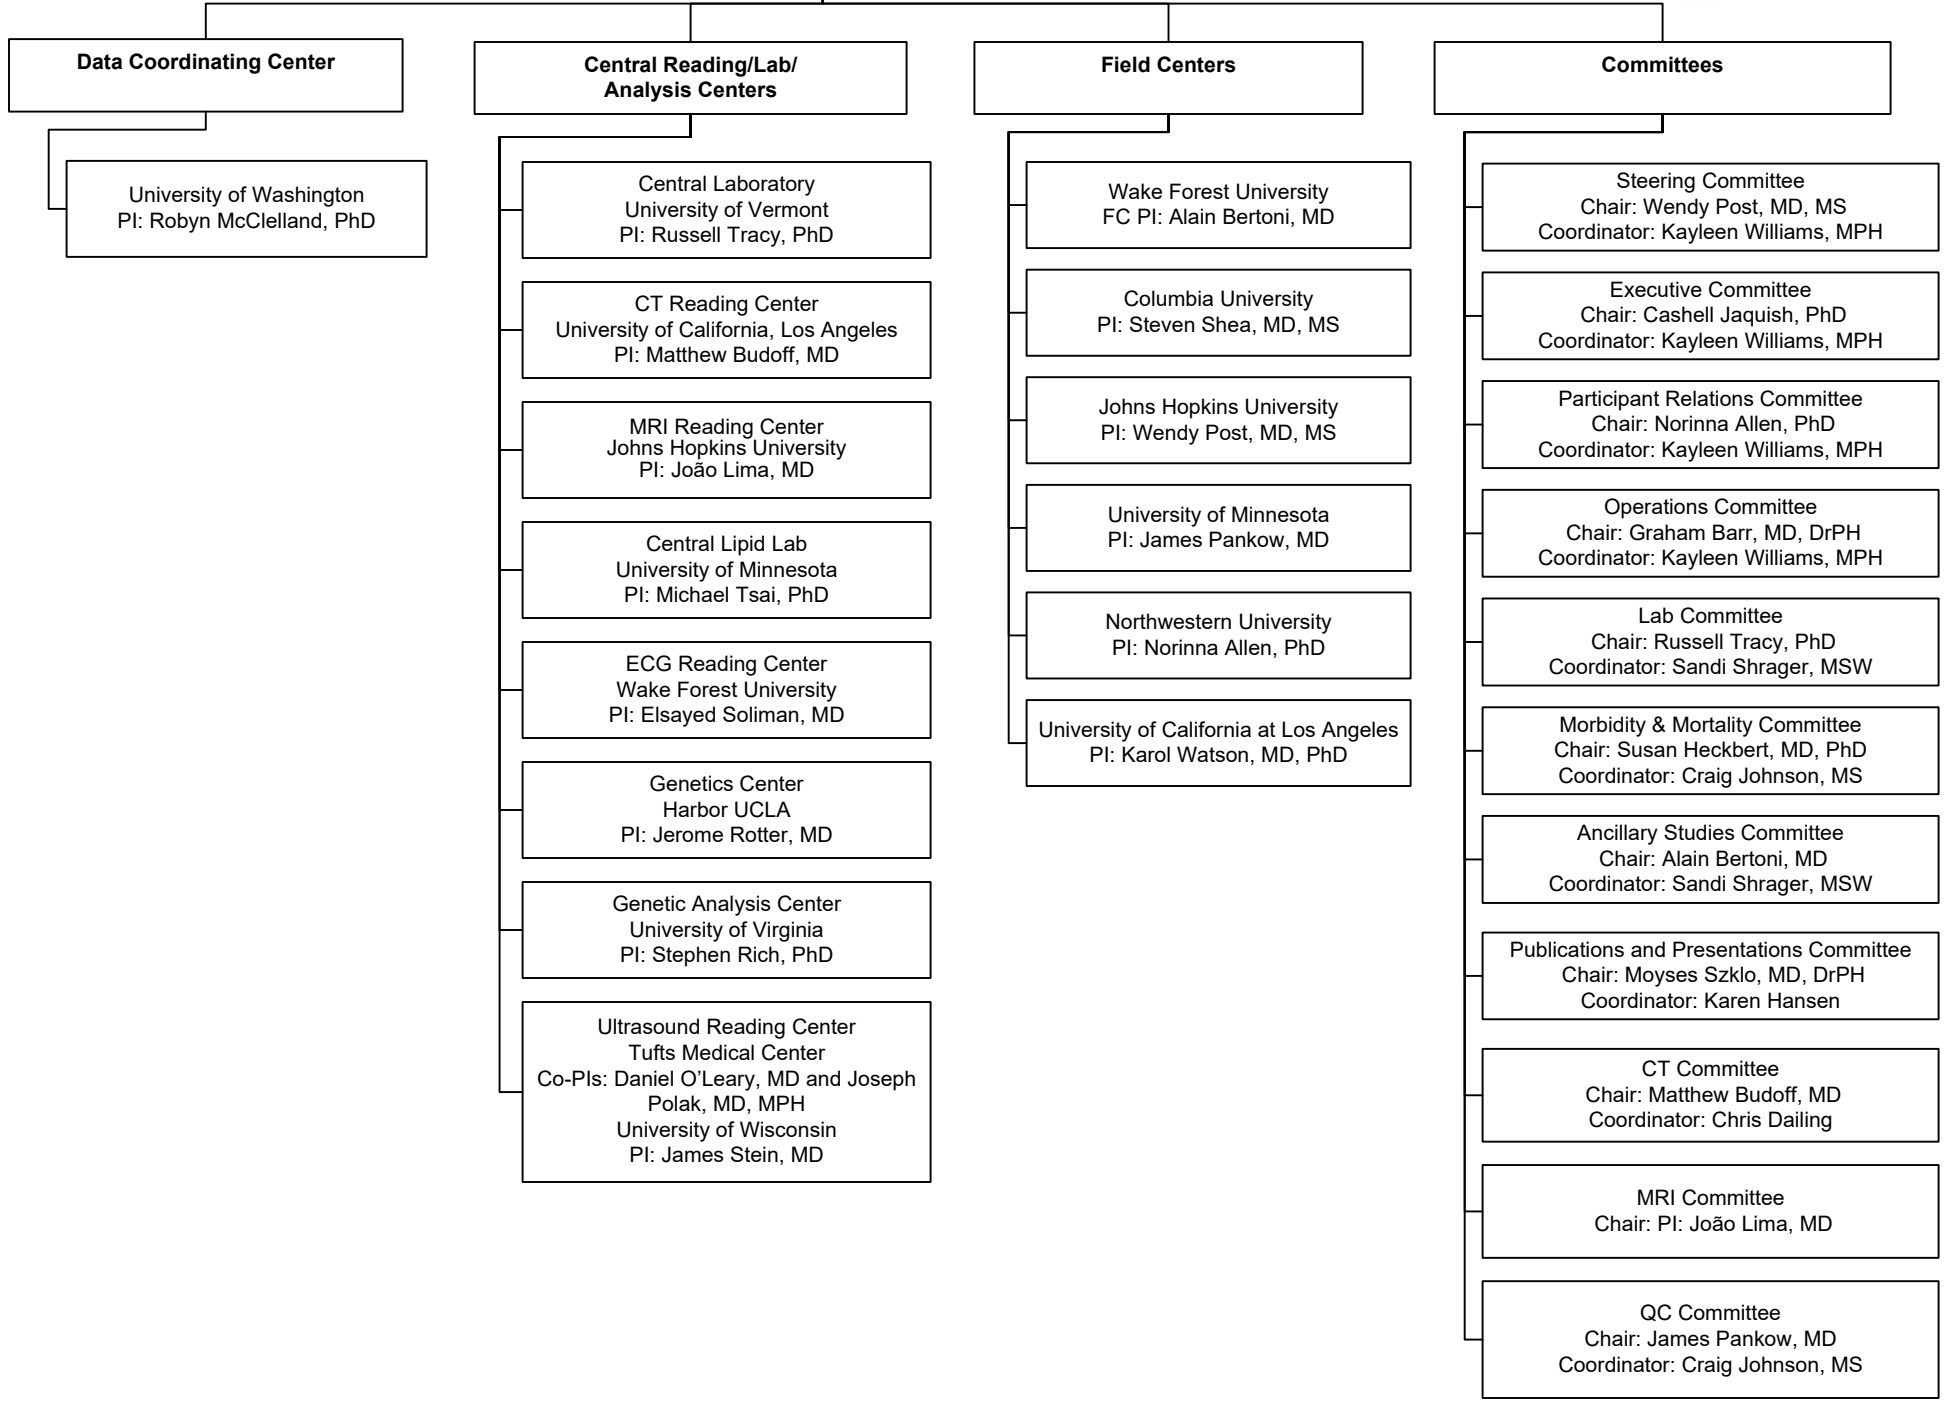 Data Coordinating Center
University of Washington
PI: Robyn McClelland, PhD
Central Reading/Lab/
Analysis Centers
Central Laboratory
University of Vermont
PI: Russell Tracy, PhD
CT Reading Center
University of California, Los Angeles
PI: Matthew Budoff, MD
MRI Reading Center
Johns Hopkins University
PI: João Lima, MD
Central Lipid Lab
University of Minnesota
PI: Michael Tsai, PhD
ECG Reading Center
Wake Forest University
PI: Elsayed Soliman, MD
Genetics Center
Harbor UCLA
PI: Jerome Rotter, MD
Genetic Analysis Center
University of Virginia
PI: Stephen Rich, PhD
Ultrasound Reading Center
Tufts Medical Center
Co-PIs: Daniel O’Leary, MD and Joseph
Polak, MD, MPH
University of Wisconsin
PI: James Stein, MD
Field Centers
Wake Forest University
FC PI: Alain Bertoni, MD
Columbia University
PI: Steven Shea, MD, MS
Johns Hopkins University
PI: Wendy Post, MD, MS
University of Minnesota
PI: James Pankow, MD
Northwestern University
PI: Norinna Allen, PhD
University of California at Los Angeles
PI: Karol Watson, MD, PhD
Committees
Steering Committee
Chair: Wendy Post, MD, MS
Coordinator: Kayleen Williams, MPH
Executive Committee
Chair: Cashell Jaquish, PhD
Coordinator: Kayleen Williams, MPH
Participant Relations Committee
Chair: Norinna Allen, PhD
Coordinator: Kayleen Williams, MPH
Operations Committee
Chair: Graham Barr, MD, DrPH
Coordinator: Kayleen Williams, MPH
Lab Committee
Chair: Russell Tracy, PhD
Coordinator: Sandi Shrager, MSW
Morbidity & Mortality Committee
Chair: Susan Heckbert, MD, PhD
Coordinator: Craig Johnson, MS
Ancillary Studies Committee
Chair: Alain Bertoni, MD
Coordinator: Sandi Shrager, MSW
Publications and Presentations Committee
Chair: Moyses Szklo, MD, DrPH
Coordinator: Karen Hansen
CT Committee
Chair: Matthew Budoff, MD
Coordinator: Chris Dailing
MRI Committee
Chair: PI: João Lima, MD
QC Committee
Chair: James Pankow, MD
Coordinator: Craig Johnson, MS